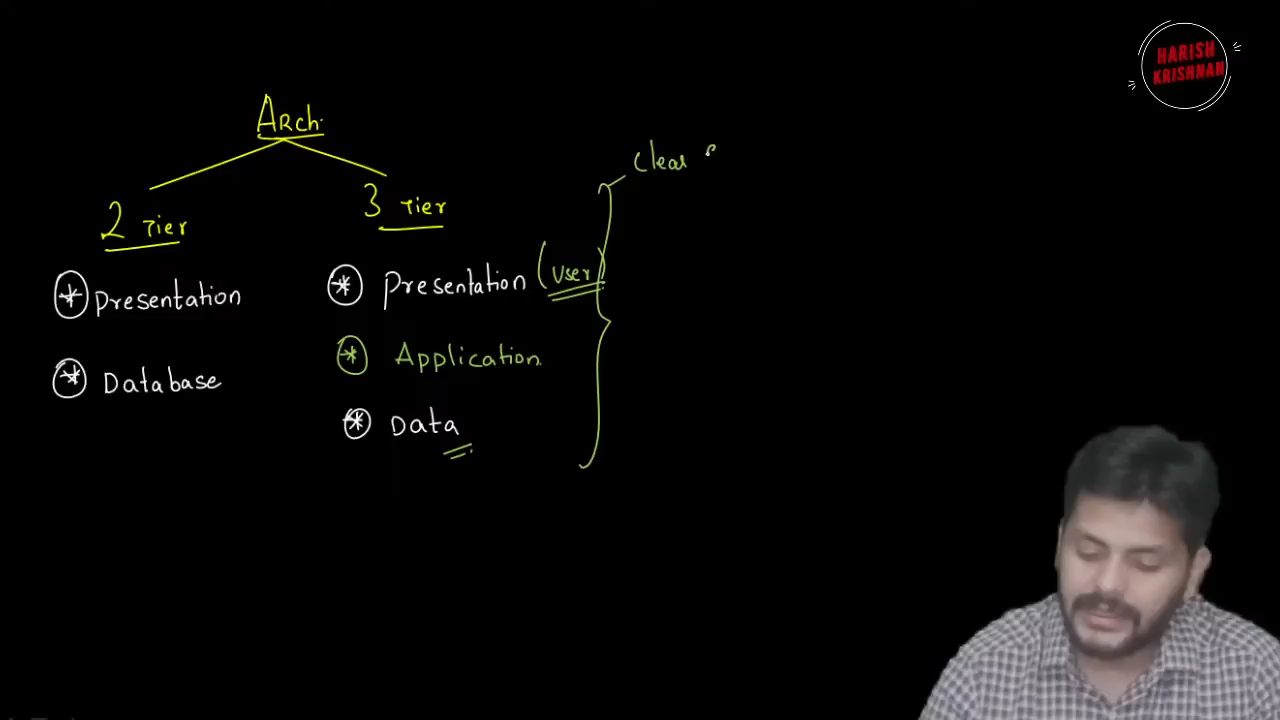 Arch.
2 Tier
3 Tier
Presentation
Database
Presentation (User)
Application
Data
Clear
HARISH
KRISHNAN